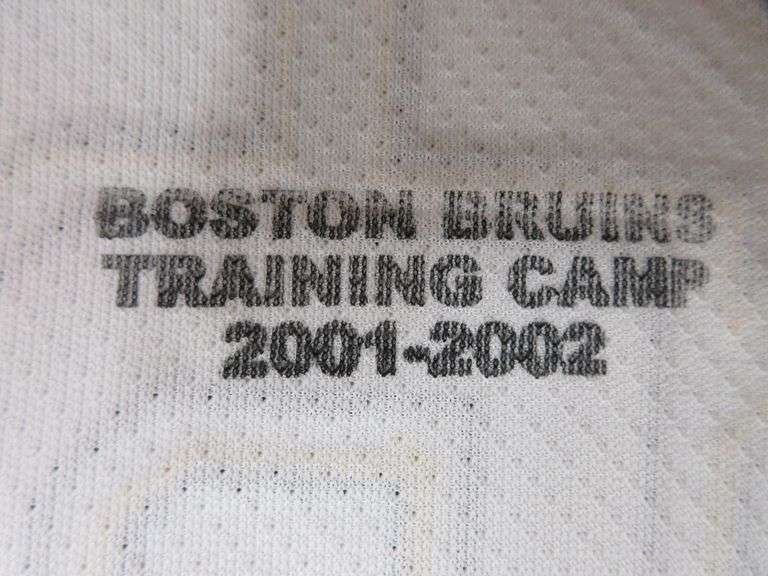 BOSTON BRUINS
TRAINING CAMP
2001-2002